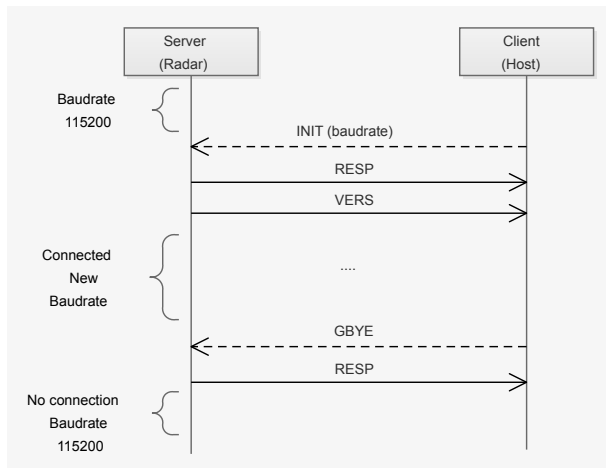 Server
(Radar)
Client
(Host)
Baudrate
115200
INIT (baudrate)
RESP
VERS
Connected
New
Baudrate
....
GBYE
RESP
No connection
Baudrate
115200